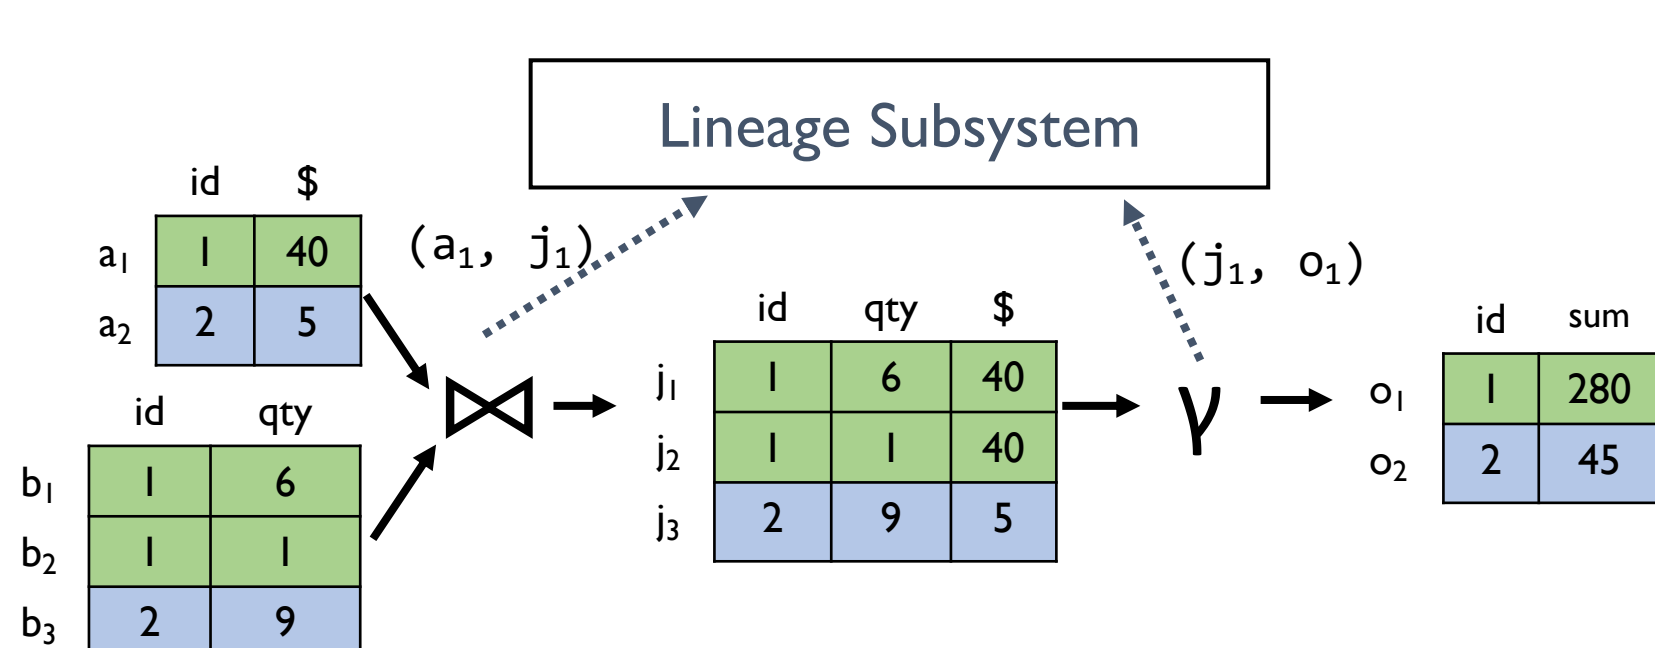 Lineage Subsystem
id $
a₁ 1 40
a₂ 2 5
(a₁, j₁)
(j₁, o₁)
id qty
b₁ 1 6
b₂ 1 1
b₃ 2 9
⋈
id qty $
j₁ 1 6 40
j₂ 1 1 40
j₃ 2 9 5
γ
id sum
o₁ 1 280
o₂ 2 45